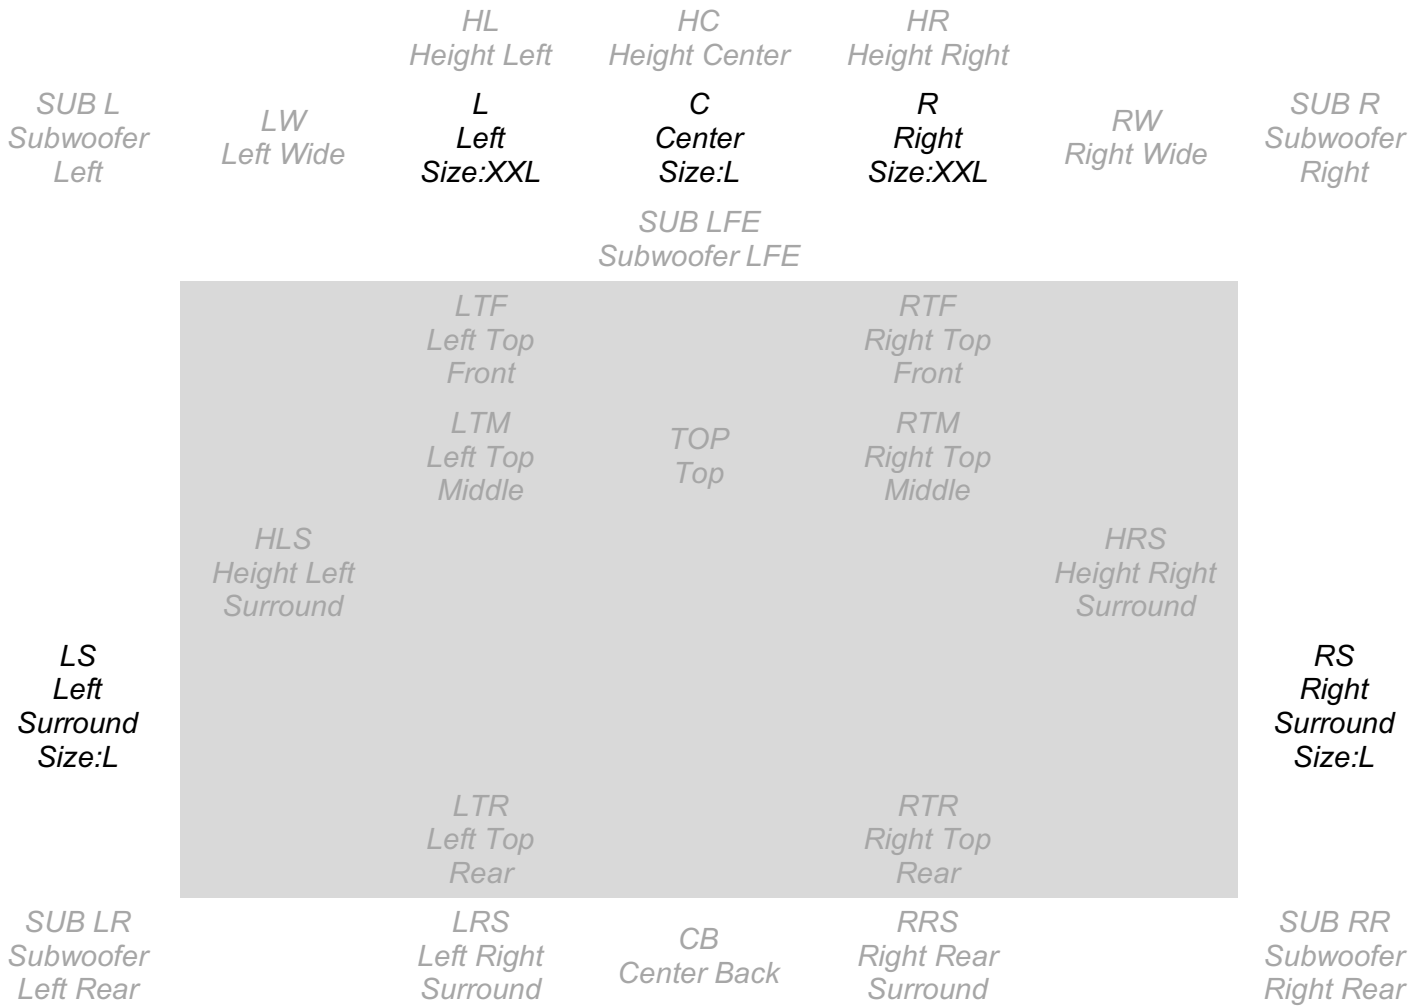 HL
Height Left
HC
Height Center
HR
Height Right
SUB L
Subwoofer
Left
LW
Left Wide
L
Left
Size:XXL
C
Center
Size:L
R
Right
Size:XXL
RW
Right Wide
SUB R
Subwoofer
Right
SUB LFE
Subwoofer LFE
LTF
Left Top
Front
RTF
Right Top
Front
LTM
Left Top
Middle
TOP
Top
RTM
Right Top
Middle
HLS
Height Left
Surround
HRS
Height Right
Surround
LS
Left
Surround
Size:L
RS
Right
Surround
Size:L
LTR
Left Top
Rear
RTR
Right Top
Rear
SUB LR
Subwoofer
Left Rear
LRS
Left Right
Surround
CB
Center Back
RRS
Right Rear
Surround
SUB RR
Subwoofer
Right Rear